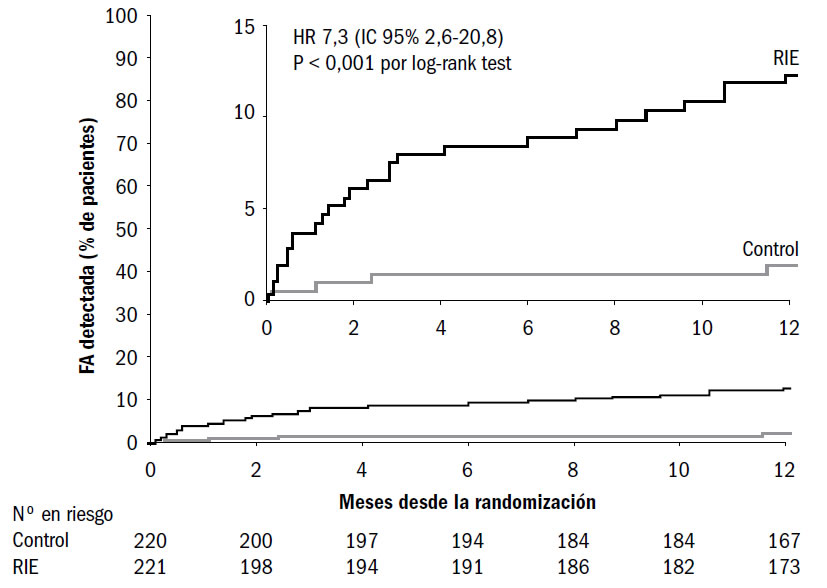 FA detectada (% de pacientes)
100
90
80
70
60
50
40
30
20
10
0
15
10
5
0
HR 7,3 (IC 95% 2,6-20,8)
P < 0,001 por log-rank test
RIE
Control
0 2 4 6 8 10 12
0 2 4 6 8 10 12
Meses desde la randomización
Nº en riesgo
Control 220 200 197 194 184 184 167
RIE 221 198 194 191 186 182 173